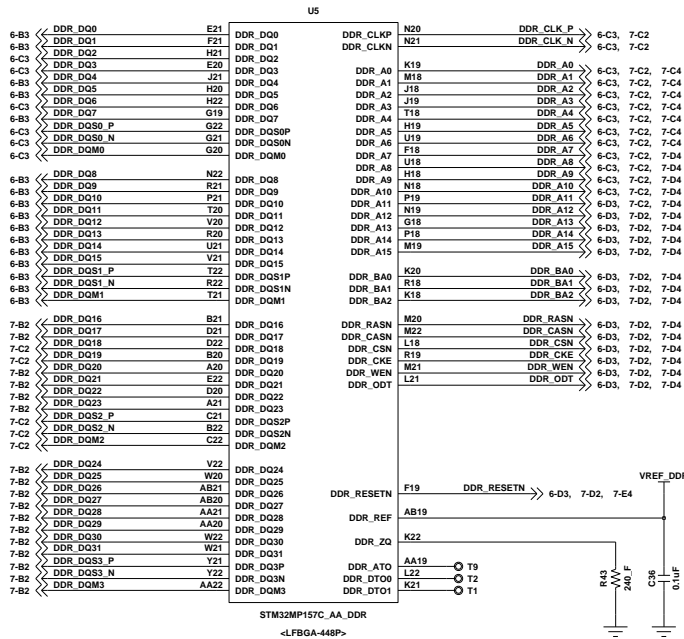 U5
6-B3 DDR_DQ0 E21 DDR_DQ0
6-B3 DDR_DQ1 F21 DDR_DQ1
6-C3 DDR_DQ2 H21 DDR_DQ2
6-C3 DDR_DQ3 E20 DDR_DQ3
6-B3 DDR_DQ4 J21 DDR_DQ4
6-B3 DDR_DQ5 H20 DDR_DQ5
6-C3 DDR_DQ6 H22 DDR_DQ6
6-B3 DDR_DQ7 G19 DDR_DQ7
6-C3 DDR_DQS0_P G22 DDR_DQS0P
6-C3 DDR_DQS0_N G21 DDR_DQS0N
6-C3 DDR_DQM0 G20 DDR_DQM0
6-B3 DDR_DQ8 N22 DDR_DQ8
6-B3 DDR_DQ9 R21 DDR_DQ9
6-B3 DDR_DQ10 P21 DDR_DQ10
6-B3 DDR_DQ11 T20 DDR_DQ11
6-B3 DDR_DQ12 V20 DDR_DQ12
6-B3 DDR_DQ13 R20 DDR_DQ13
6-B3 DDR_DQ14 U21 DDR_DQ14
6-B3 DDR_DQ15 V21 DDR_DQ15
6-B3 DDR_DQS1_P T22 DDR_DQS1P
6-B3 DDR_DQS1_N R22 DDR_DQS1N
6-B3 DDR_DQM1 T21 DDR_DQM1
7-B2 DDR_DQ16 B21 DDR_DQ16
7-B2 DDR_DQ17 D21 DDR_DQ17
7-C2 DDR_DQ18 D22 DDR_DQ18
7-C2 DDR_DQ19 B20 DDR_DQ19
7-B2 DDR_DQ20 A20 DDR_DQ20
7-B2 DDR_DQ21 E22 DDR_DQ21
7-B2 DDR_DQ22 D20 DDR_DQ22
7-B2 DDR_DQ23 A21 DDR_DQ23
7-C2 DDR_DQS2_P C21 DDR_DQS2P
7-C2 DDR_DQS2_N B22 DDR_DQS2N
7-C2 DDR_DQM2 C22 DDR_DQM2
7-B2 DDR_DQ24 V22 DDR_DQ24
7-B2 DDR_DQ25 W20 DDR_DQ25
7-B2 DDR_DQ26 AB21 DDR_DQ26
7-B2 DDR_DQ27 AB20 DDR_DQ27
7-B2 DDR_DQ28 AA21 DDR_DQ28
7-B2 DDR_DQ29 AA20 DDR_DQ29
7-B2 DDR_DQ30 W22 DDR_DQ30
7-B2 DDR_DQ31 W21 DDR_DQ31
7-B2 DDR_DQS3_P Y21 DDR_DQ3P
7-B2 DDR_DQS3_N Y22 DDR_DQ3N
7-B2 DDR_DQM3 AA22 DDR_DQM3
DDR_CLKP N20 DDR_CLK_P 6-C3, 7-C2
DDR_CLKN N21 DDR_CLK_N 6-C3, 7-C2
DDR_A0 K19 DDR_A0 6-C3, 7-C2, 7-C4
DDR_A1 M18 DDR_A1 6-C3, 7-C2, 7-C4
DDR_A2 J18 DDR_A2 6-C3, 7-C2, 7-C4
DDR_A3 J19 DDR_A3 6-C3, 7-C2, 7-C4
DDR_A4 T18 DDR_A4 6-C3, 7-C2, 7-C4
DDR_A5 H19 DDR_A5 6-C3, 7-C2, 7-C4
DDR_A6 U19 DDR_A6 6-C3, 7-C2, 7-C4
DDR_A7 F18 DDR_A7 6-C3, 7-C2, 7-D4
DDR_A8 U18 DDR_A8 6-C3, 7-C2, 7-D4
DDR_A9 H18 DDR_A9 6-C3, 7-C2, 7-D4
DDR_A10 N18 DDR_A10 6-C3, 7-C2, 7-C4
DDR_A11 P19 DDR_A11 6-C3, 7-C2, 7-D4
DDR_A12 N19 DDR_A12 6-D3, 7-D2, 7-D4
DDR_A13 G18 DDR_A13 6-D3, 7-D2, 7-D4
DDR_A14 P18 DDR_A14 6-D3, 7-D2, 7-D4
DDR_A15 M19 DDR_A15 6-D3, 7-D2, 7-D4
DDR_BA0 K20 DDR_BA0 6-D3, 7-D2, 7-D4
DDR_BA1 R18 DDR_BA1 6-D3, 7-D2, 7-D4
DDR_BA2 K18 DDR_BA2 6-D3, 7-D2, 7-D4
DDR_RASN M20 DDR_RASN 6-D3, 7-D2, 7-D4
DDR_CASN M22 DDR_CASN 6-D3, 7-D2, 7-D4
DDR_CSN L18 DDR_CSN 6-D3, 7-D2, 7-D4
DDR_CKE R19 DDR_CKE 6-D3, 7-D2, 7-D4
DDR_WEN M21 DDR_WEN 6-D3, 7-D2, 7-D4
DDR_ODT L21 DDR_ODT 6-D3, 7-D2, 7-D4
VREF_DDR
DDR_RESETN F19 DDR_RESETN 6-D3, 7-D2, 7-E4
DDR_REF AB19
DDR_ZQ K22
DDR_ATO AA19 T9
DDR_DTO0 L22 T2
DDR_DTO1 K21 T1
R43
240_F
C36
0.1uF
STM32MP157C_AA_DDR
<LFBGA-448P>